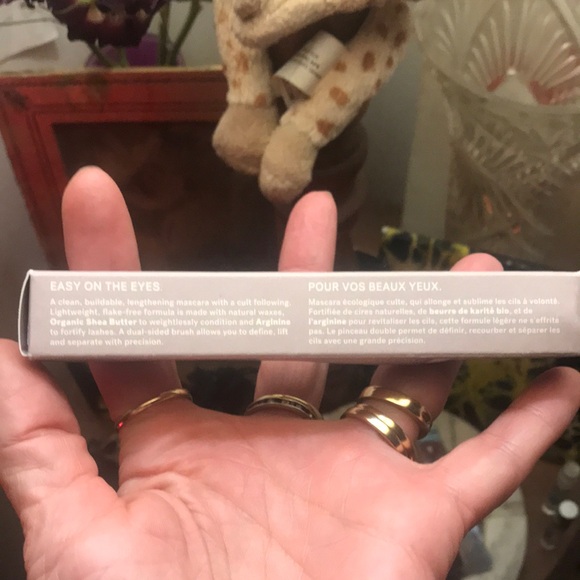 EASY ON THE EYES.
A clean, buildable, lengthening mascara with a cult following.
Lightweight, flake-free formula is made with natural waxes,
Organic Shea Butter to weightlessly condition and Arginine
to fortify lashes. A dual-sided brush allows you to define, lift
and separate with precision.
POUR VOS BEAUX YEUX.
Mascara écologique culte, qui allonge et sublime les cils à volonté.
Fortifiée de cires naturelles, de beurre de karité bio, et de
l'arginine pour revitaliser les cils, cette formule légère ne s'effrite
pas. Le pinceau double permet de définir, recourber et séparer les
cils avec une grande précision.